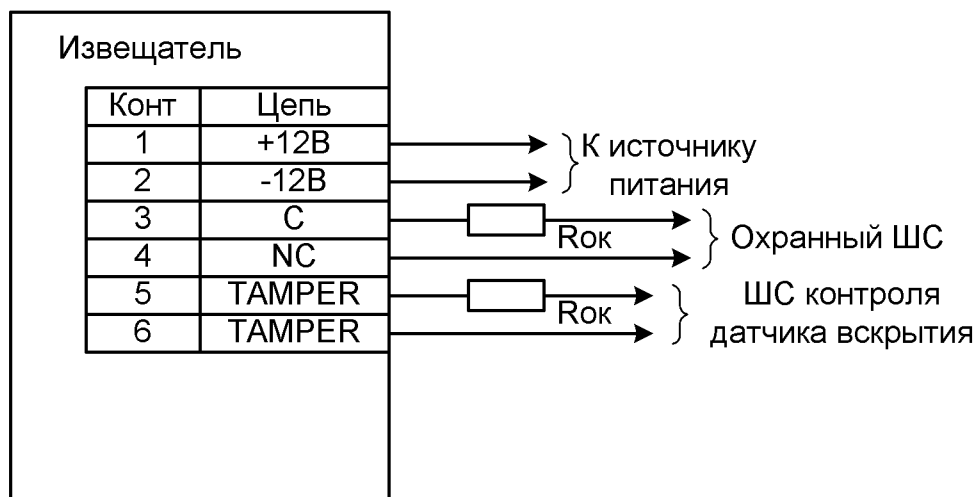 Извещатель
Конт Цепь
1 +12В
2 -12В
3 С
4 NC
5 TAMPER
6 TAMPER
К источнику
питания
Rок
Охранный ШС
Rок
ШС контроля
датчика вскрытия